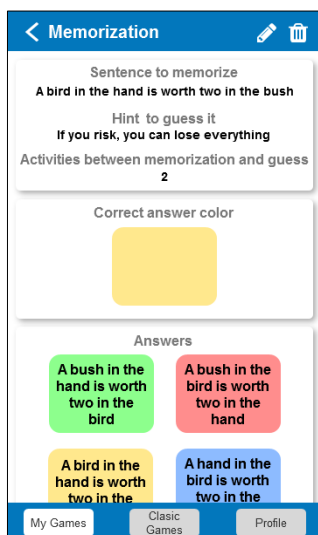 Memorization
Sentence to memorize
A bird in the hand is worth two in the bush
Hint to guess it
If you risk, you can lose everything
Activities between memorization and guess
2
Correct answer color
Answers
A bush in the
hand is worth
two in the
bird
A bush in the
bird is worth
two in the
hand
A bird in the
hand is worth
two in the
A hand in the
bird is worth
two in the
My Games
Clasic
Games
Profile